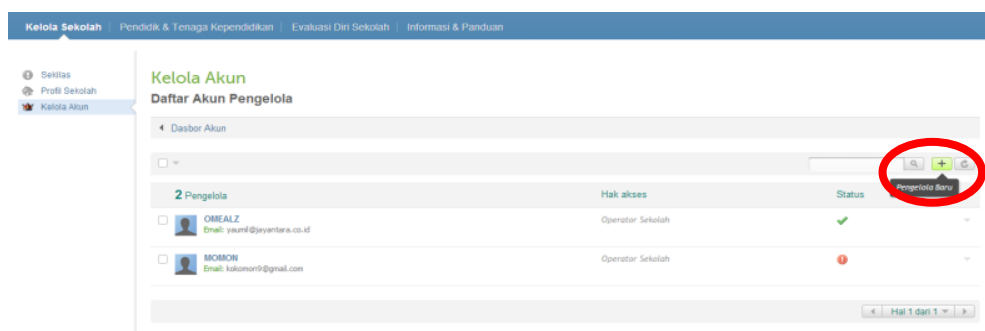 Kelola Sekolah | Pendidik & Tenaga Kependidikan | Evaluasi Diri Sekolah | Informasi & Panduan
Sekilas
Profil Sekolah
Kelola Akun
Kelola Akun
Daftar Akun Pengelola
Dasbor Akun
Pengelola Baru
2 Pengelola Hak akses Status
OMEALZ Operator Sekolah
Email: yaumil@jayantara.co.id
MOMON Operator Sekolah
Email: kokomon9@gmail.com
Hal 1 dari 1